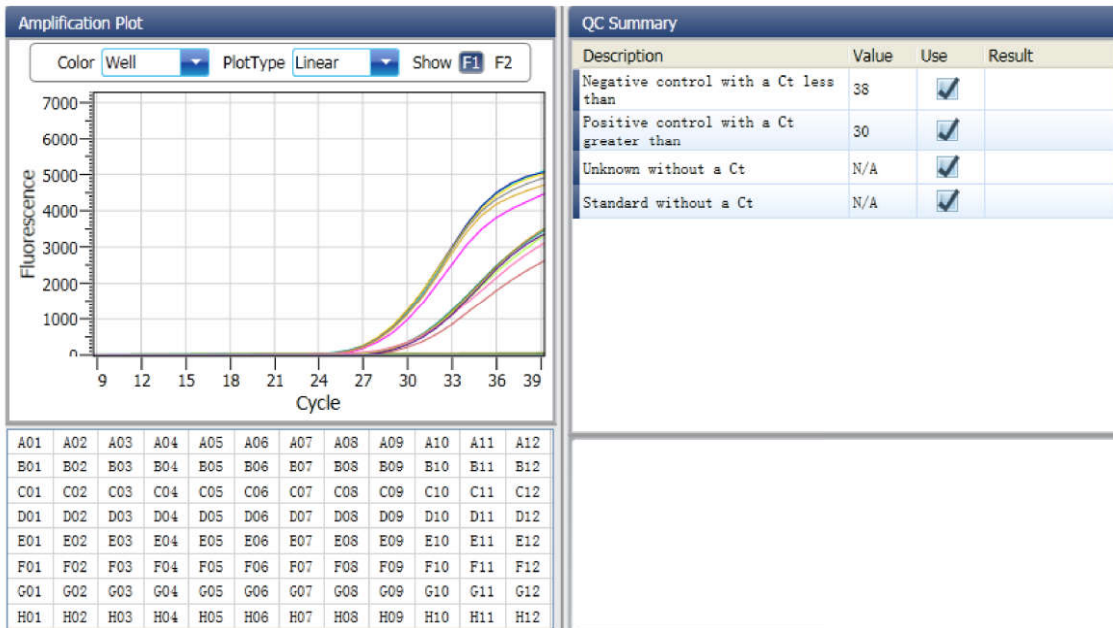 Amplification Plot
Color Well PlotType Linear Show F1 F2
7000
6000
5000
4000
3000
2000
1000
0
Fluorescence
9 12 15 18 21 24 27 30 33 36 39
Cycle
A01 A02 A03 A04 A05 A06 A07 A08 A09 A10 A11 A12
B01 B02 B03 B04 B05 B06 B07 B08 B09 B10 B11 B12
C01 C02 C03 C04 C05 C06 C07 C08 C09 C10 C11 C12
D01 D02 D03 D04 D05 D06 D07 D08 D09 D10 D11 D12
E01 E02 E03 E04 E05 E06 E07 E08 E09 E10 E11 E12
F01 F02 F03 F04 F05 F06 F07 F08 F09 F10 F11 F12
G01 G02 G03 G04 G05 G06 G07 G08 G09 G10 G11 G12
H01 H02 H03 H04 H05 H06 H07 H08 H09 H10 H11 H12
QC Summary
Description Value Use Result
Negative control with a Ct less
than 38
Positive control with a Ct
greater than 30
Unknown without a Ct N/A
Standard without a Ct N/A